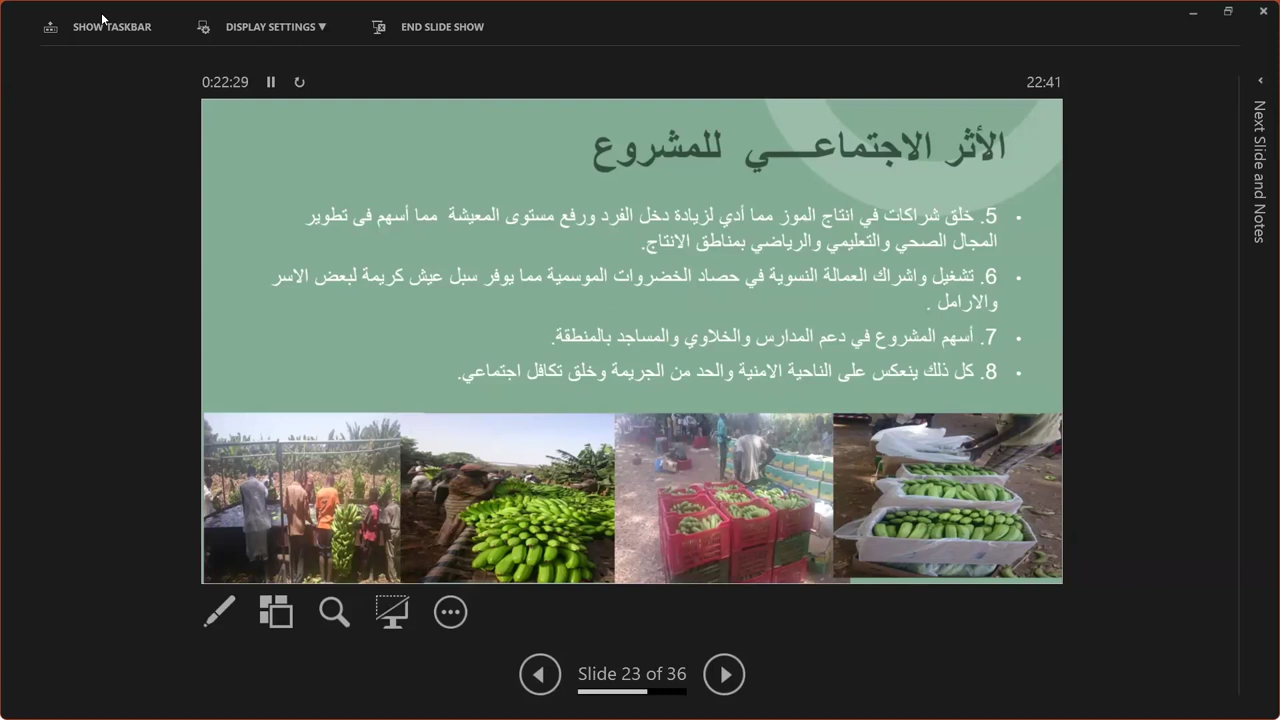 SHOW TASKBAR
DISPLAY SETTINGS ▼
END SLIDE SHOW
0:22:29
22:41
الأثر الاجتماعـــــي للمشروع
5. خلق شراكات في انتاج الموز مما أدي لزيادة دخل الفرد ورفع مستوى المعيشة مما أسهم فى تطوير
المجال الصحي والتعليمي والرياضي بمناطق الانتاج.
6. تشغيل واشراك العمالة النسوية في حصاد الخضروات الموسمية مما يوفر سبل عيش كريمة لبعض الاسر
والارامل .
7. أسهم المشروع في دعم المدارس والخلاوي والمساجد بالمنطقة.
8. كل ذلك ينعكس على الناحية الامنية والحد من الجريمة وخلق تكافل اجتماعي.
Slide 23 of 36
Next Slide and Notes